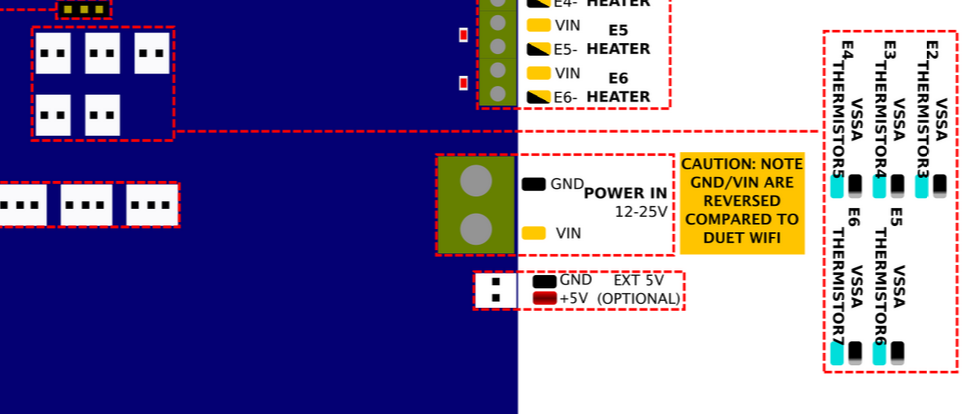 E4- HEATER
VIN
E5
E5- HEATER
VIN
E6
E6- HEATER
GND
POWER IN
12-25V
VIN
CAUTION: NOTE
GND/VIN ARE
REVERSED
COMPARED TO
DUET WIFI
GND EXT 5V
+5V (OPTIONAL)
E4
THERMISTOR5
VSSA
E3
THERMISTOR4
VSSA
E2
THERMISTOR3
VSSA
E6
THERMISTOR7
VSSA
E5
THERMISTOR6
VSSA